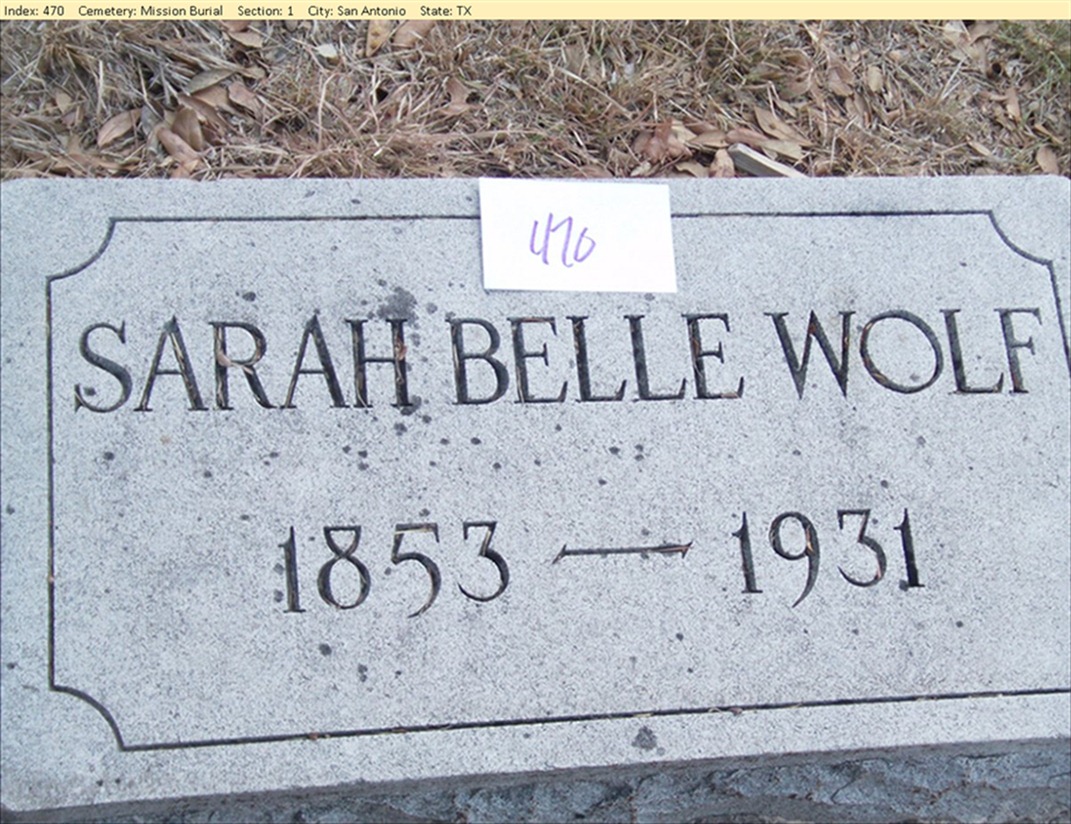 Index: 470 Cemetery: Mission Burial Section: 1 City: San Antonio State: TX
470
SARAH BELLE WOLF
1853 — 1931